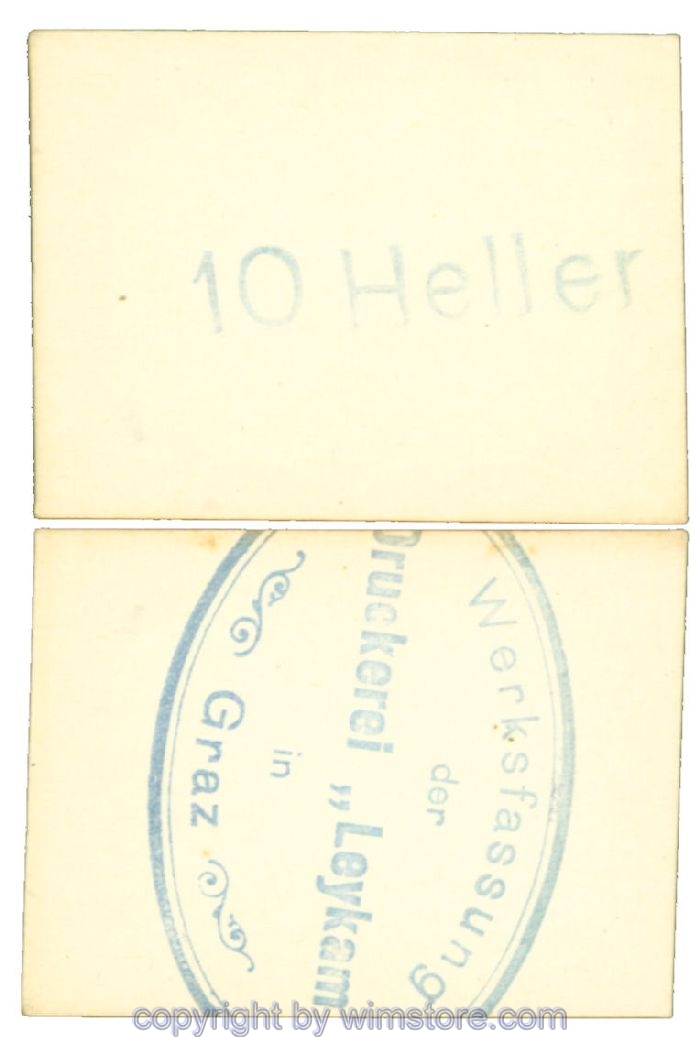 10 Heller
Werksfassung
der
Druckerei „Leykam
in
Graz
copyright by wimstore.com